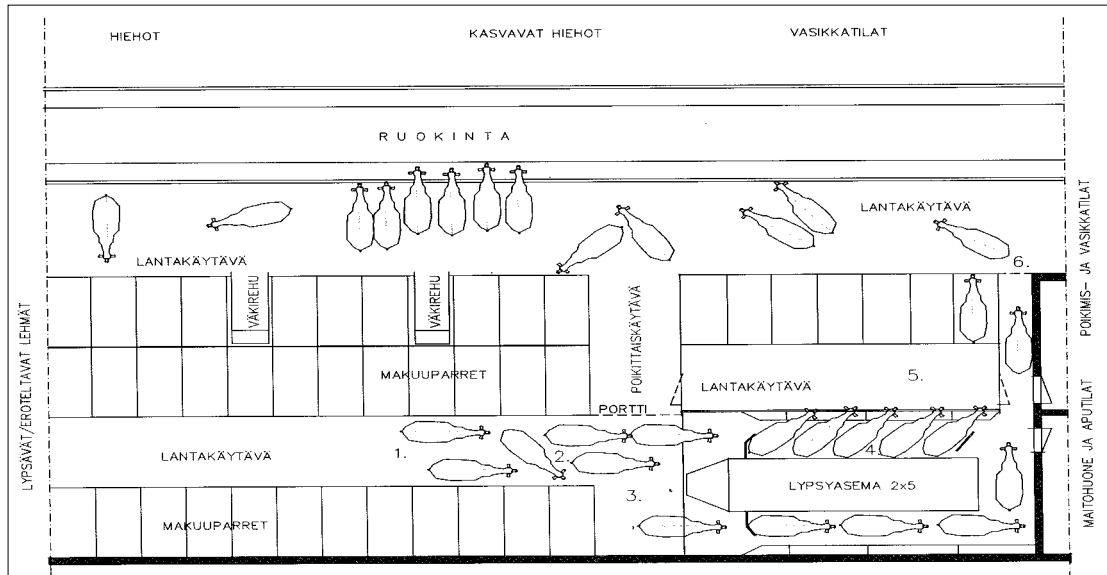 HIEHOT
KASVAVAT HIEHOT
VASIKKATILAT
RUOKINTA
LANTAKÄYTÄVÄ
LANTAKÄYTÄVÄ
6.
VÄKIREHU
VÄKIREHU
POIKITTAISKÄYTÄVÄ
MAKUUPARRET
LANTAKÄYTÄVÄ
5.
PORTTI
LANTAKÄYTÄVÄ
1.
2.
4.
3.
LYPSYASEMA 2x5
MAKUUPARRET
LYPSÄVÄT/EROTELTAVAT LEHMÄT
POIKIMIS- JA VASIKKATILAT
MAITOHUONE JA APUTILAT